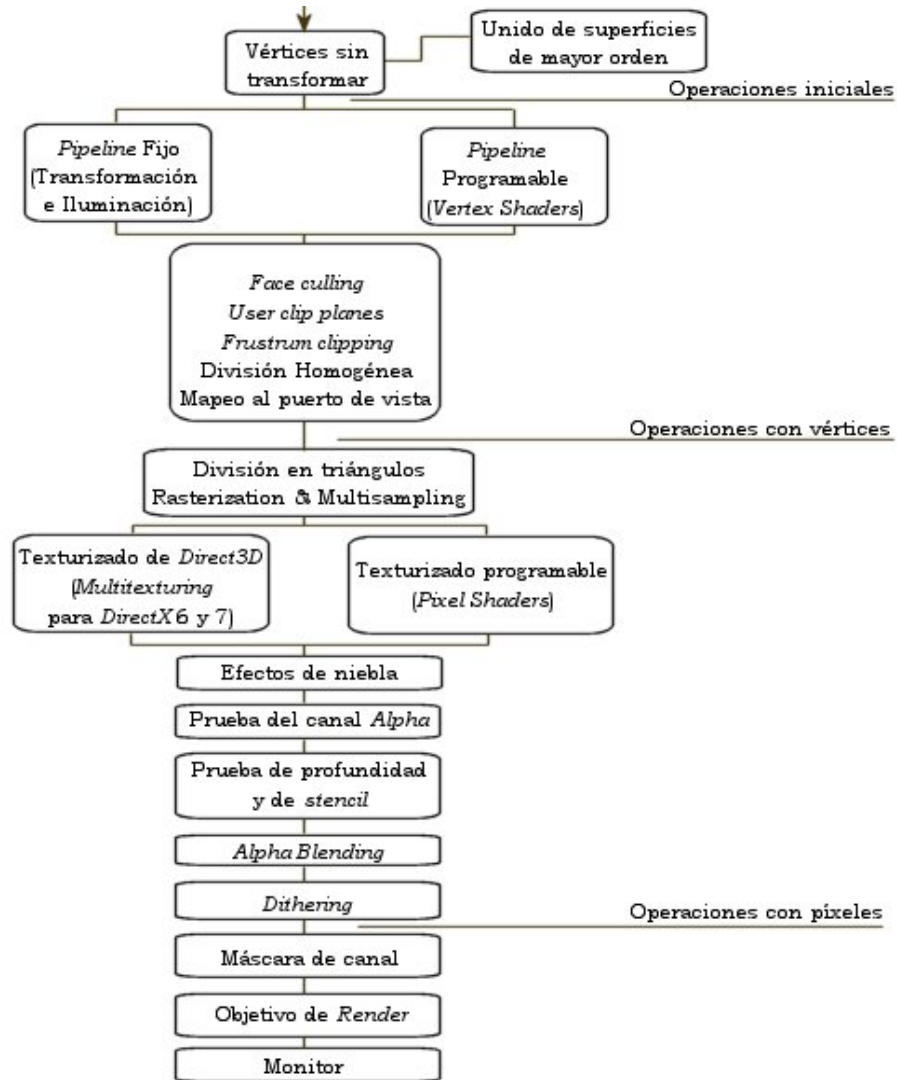 Vértices sin
transformar
Unido de superficies
de mayor orden
Operaciones iniciales
Pipeline Fijo
(Transformación
e Iluminación)
Pipeline
Programable
(Vertex Shaders)
Face culling
User clip planes
Frustrum clipping
División Homogénea
Mapeo al puerto de vista
Operaciones con vértices
División en triángulos
Rasterization & Multisampling
Texturizado de Direct3D
(Multitexturing
para DirectX 6 y 7)
Texturizado programable
(Pixel Shaders)
Efectos de niebla
Prueba del canal Alpha
Prueba de profundidad
y de stencil
Alpha Blending
Dithering
Operaciones con píxeles
Máscara de canal
Objetivo de Render
Monitor